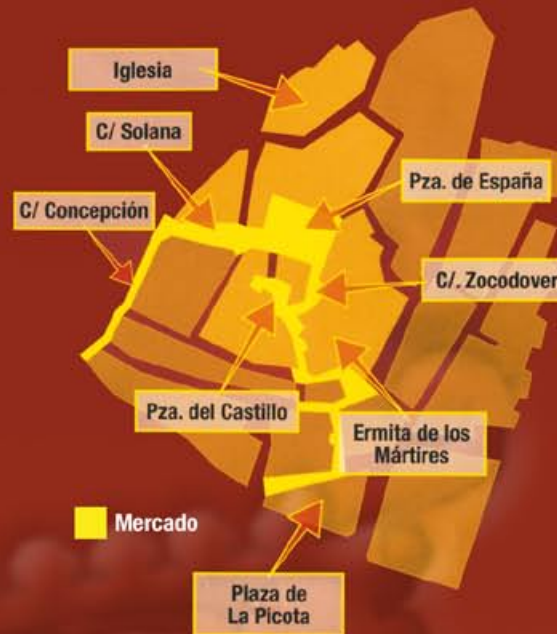 Iglesia
C/ Solana
C/ Concepción
Pza. de España
C/. Zocodover
Pza. del Castillo
Ermita de los
Mártires
Mercado
Plaza de
La Picota